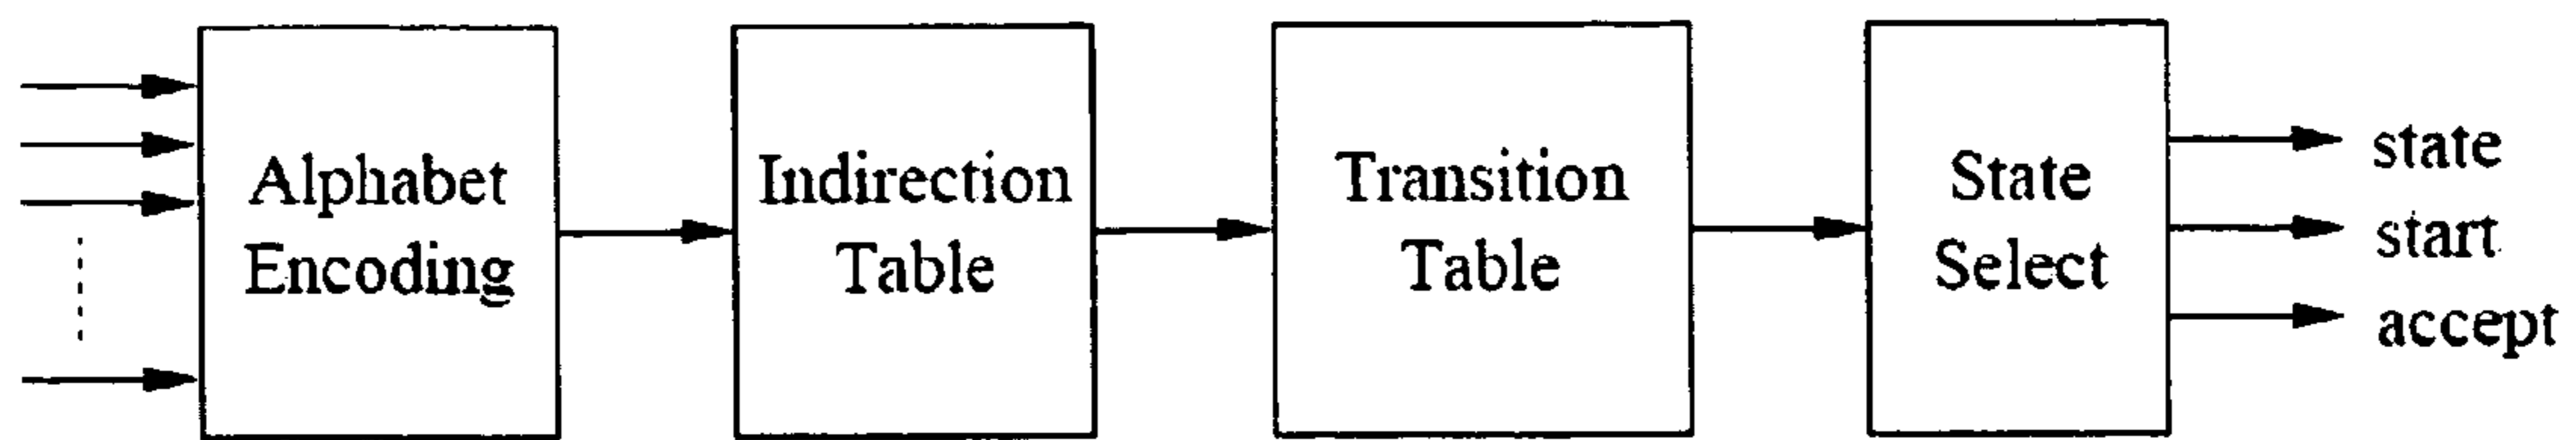 Alphabet
Encoding
Indirection
Table
Transition
Table
State
Select
state
start
accept